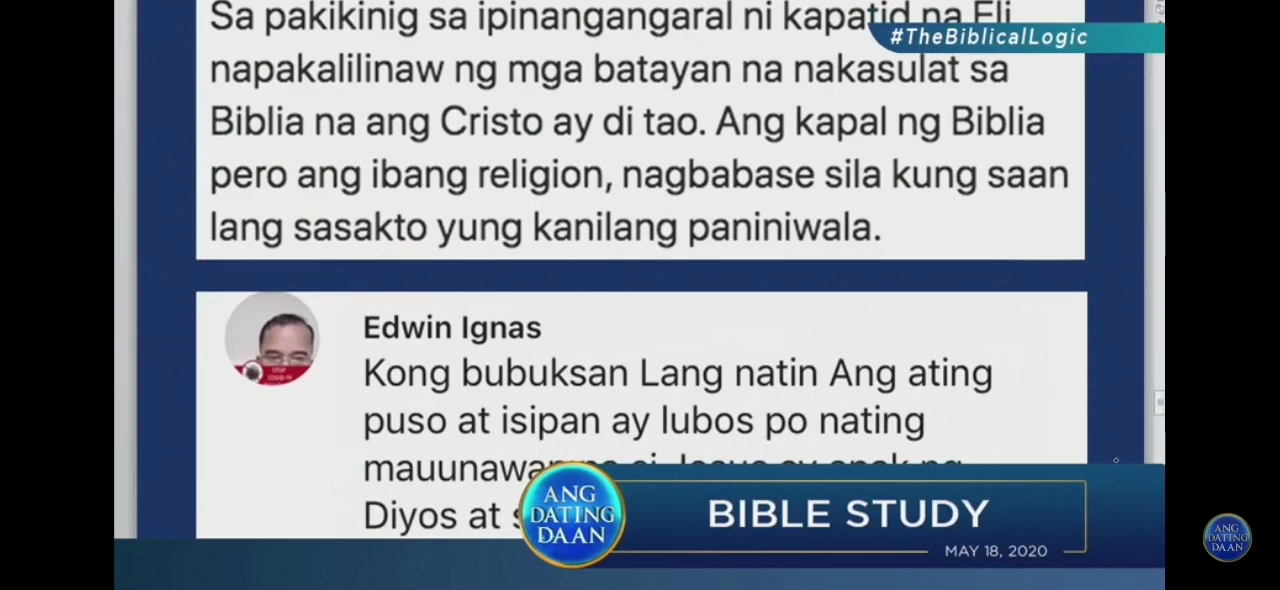 Sa pakikinig sa ipinangangaral ni kapatid na Eli
#TheBiblicalLogic
napakalilinaw ng mga batayan na nakasulat sa
Biblia na ang Cristo ay di tao. Ang kapal ng Biblia
pero ang ibang religion, nagbabase sila kung saan
lang sasakto yung kanilang paniniwala.
Edwin Ignas
Kong bubuksan Lang natin Ang ating
puso at isipan ay lubos po nating
Diyos at
ANG
DATING
DAAN
BIBLE STUDY
MAY 18, 2020
ANG
DATING
DAAN